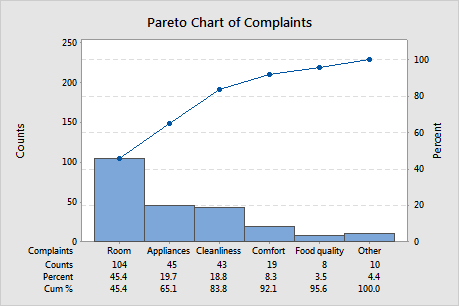 Pareto Chart of Complaints
250
200
150
100
50
0
Counts
100
80
60
40
20
0
Percent
Complaints Room Appliances Cleanliness Comfort Food quality Other
Counts 104 45 43 19 8 10
Percent 45.4 19.7 18.8 8.3 3.5 4.4
Cum % 45.4 65.1 83.8 92.1 95.6 100.0